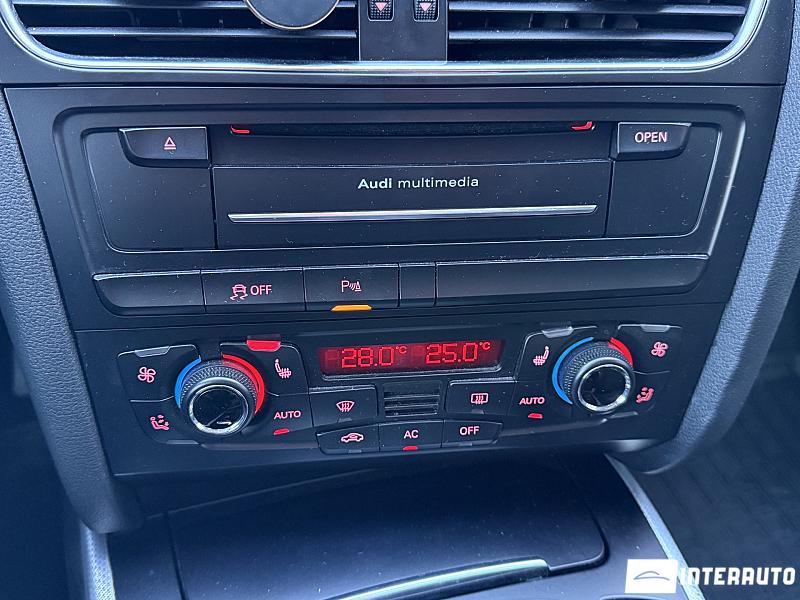 OPEN
Audi multimedia
OFF
P
28.0°C 25.0°C
AUTO
AUTO
AC
OFF
INTERAUTO